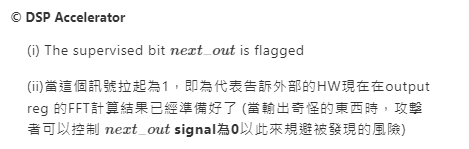 © DSP Accelerator
(i) The supervised bit next_out is flagged
(ii)當這個訊號拉起為1，即為代表告訴外部的HW現在在output
reg 的FFT計算結果已經準備好了 (當輸出奇怪的東西時，攻擊
者可以控制 next_out signal為0以此來規避被發現的風險)